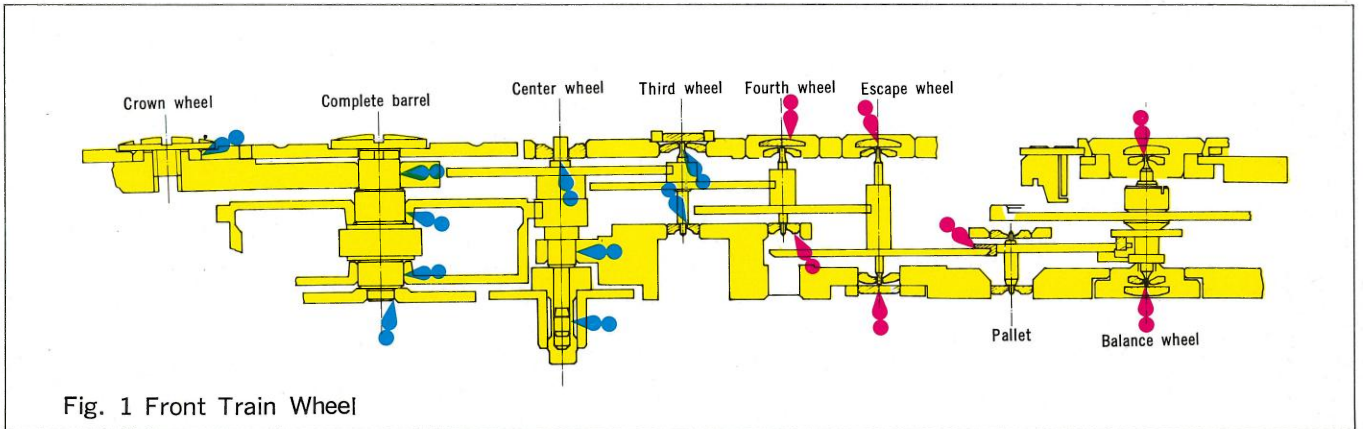 Crown wheel
Complete barrel
Center wheel
Third wheel
Fourth wheel
Escape wheel
Pallet
Balance wheel
Fig. 1 Front Train Wheel